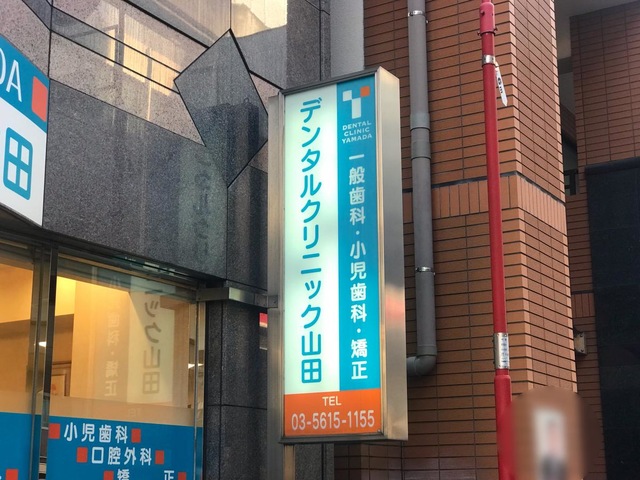 DA
田
デンタルクリニック山田
DENTAL
CLINIC
YAMADA
一般歯科・小児歯科・矯正
TEL
03-5615-1155
小児歯科
口腔外科
矯正